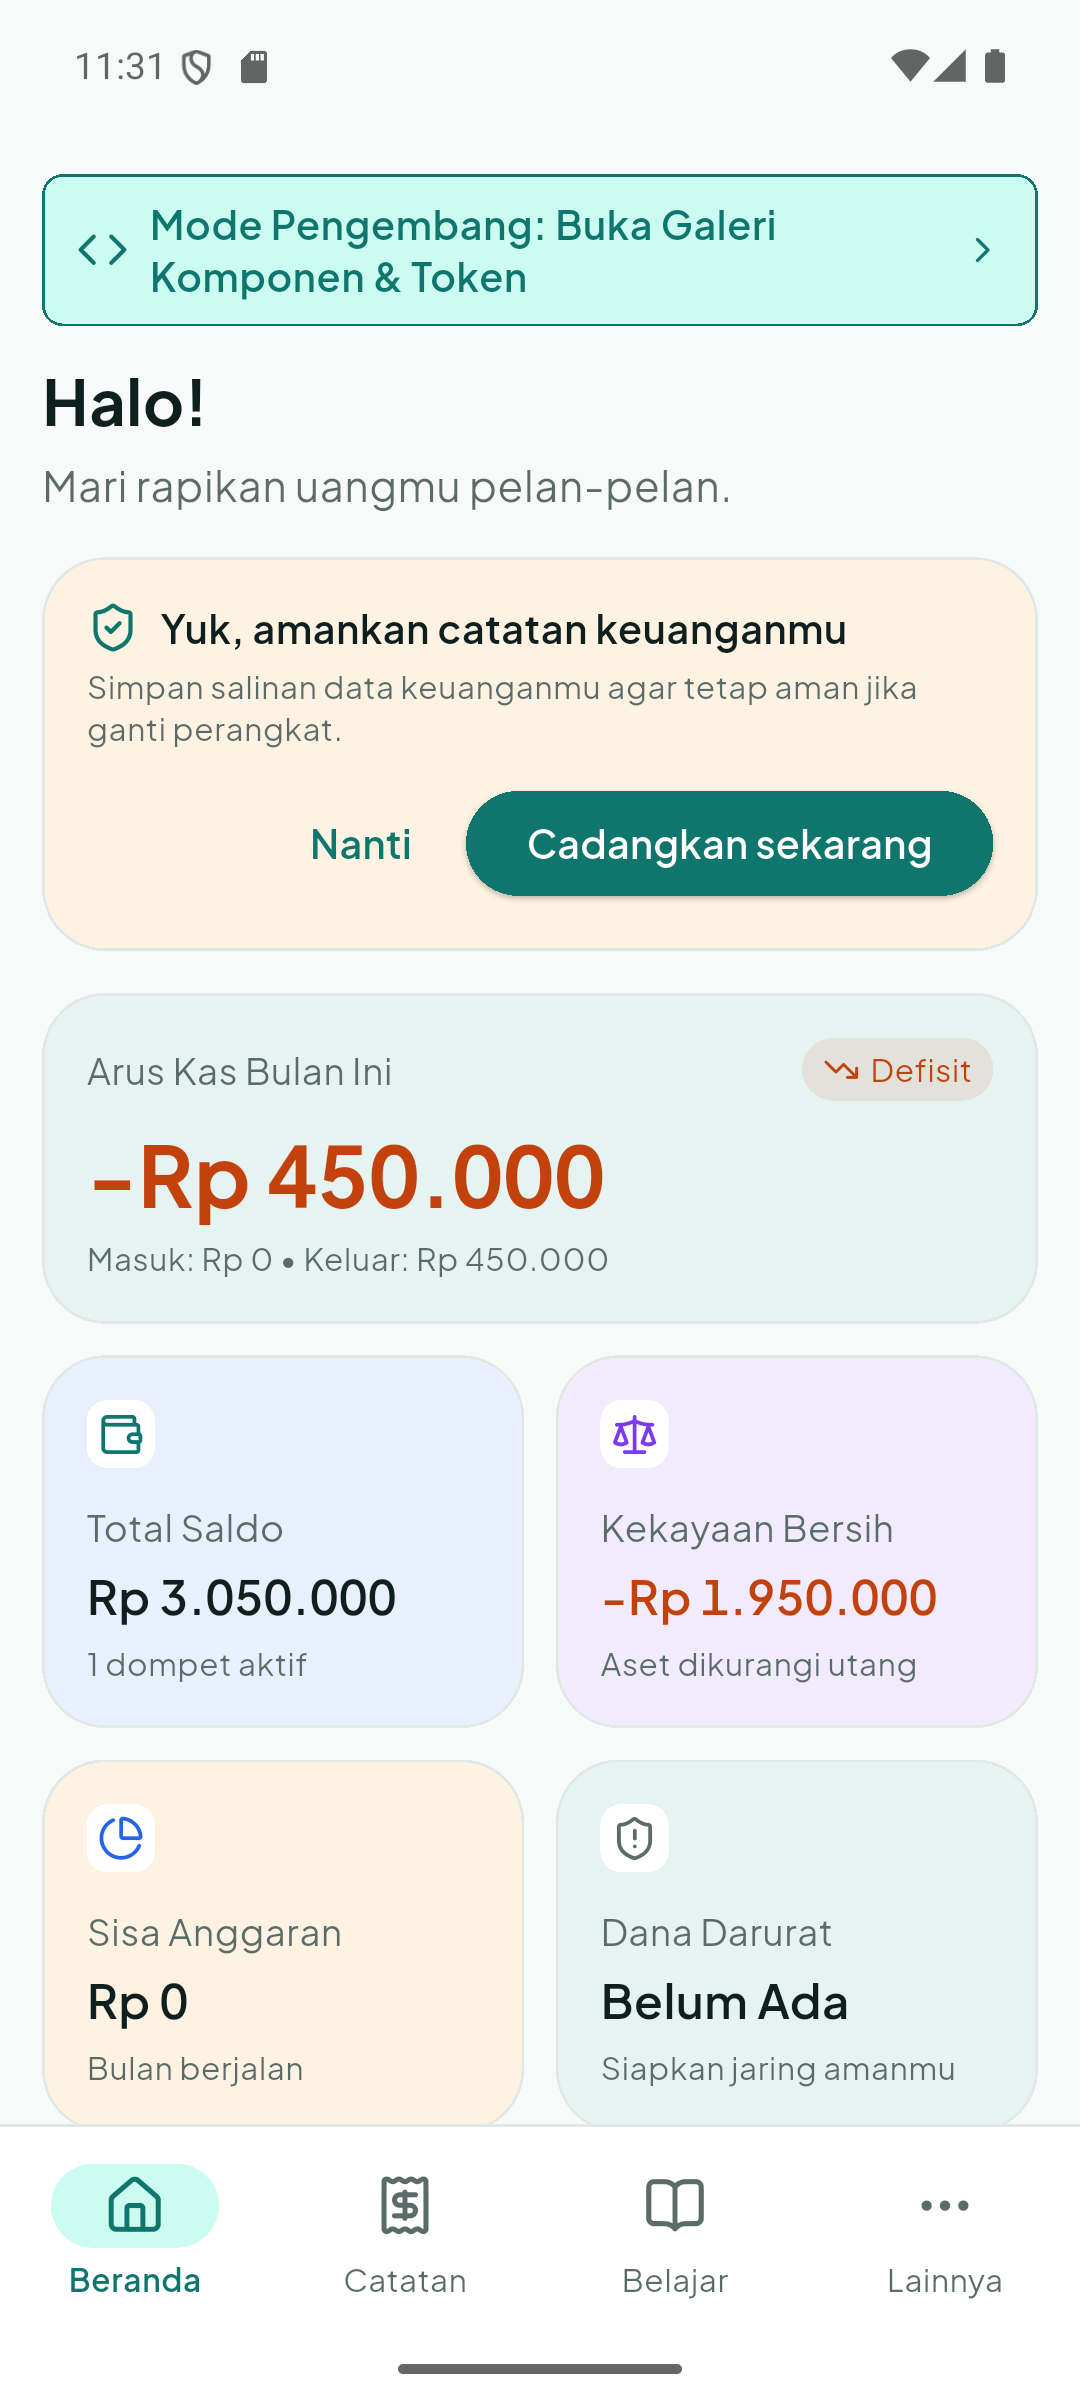 11:31
Mode Pengembang: Buka Galeri
Komponen & Token
Halo!
Mari rapikan uangmu pelan-pelan.
Yuk, amankan catatan keuanganmu
Simpan salinan data keuanganmu agar tetap aman jika
ganti perangkat.
Nanti
Cadangkan sekarang
Arus Kas Bulan Ini
Defisit
-Rp 450.000
Masuk: Rp 0 • Keluar: Rp 450.000
Total Saldo
Rp 3.050.000
1 dompet aktif
Kekayaan Bersih
-Rp 1.950.000
Aset dikurangi utang
Sisa Anggaran
Rp 0
Bulan berjalan
Dana Darurat
Belum Ada
Siapkan jaring amanmu
Beranda
Catatan
Belajar
Lainnya